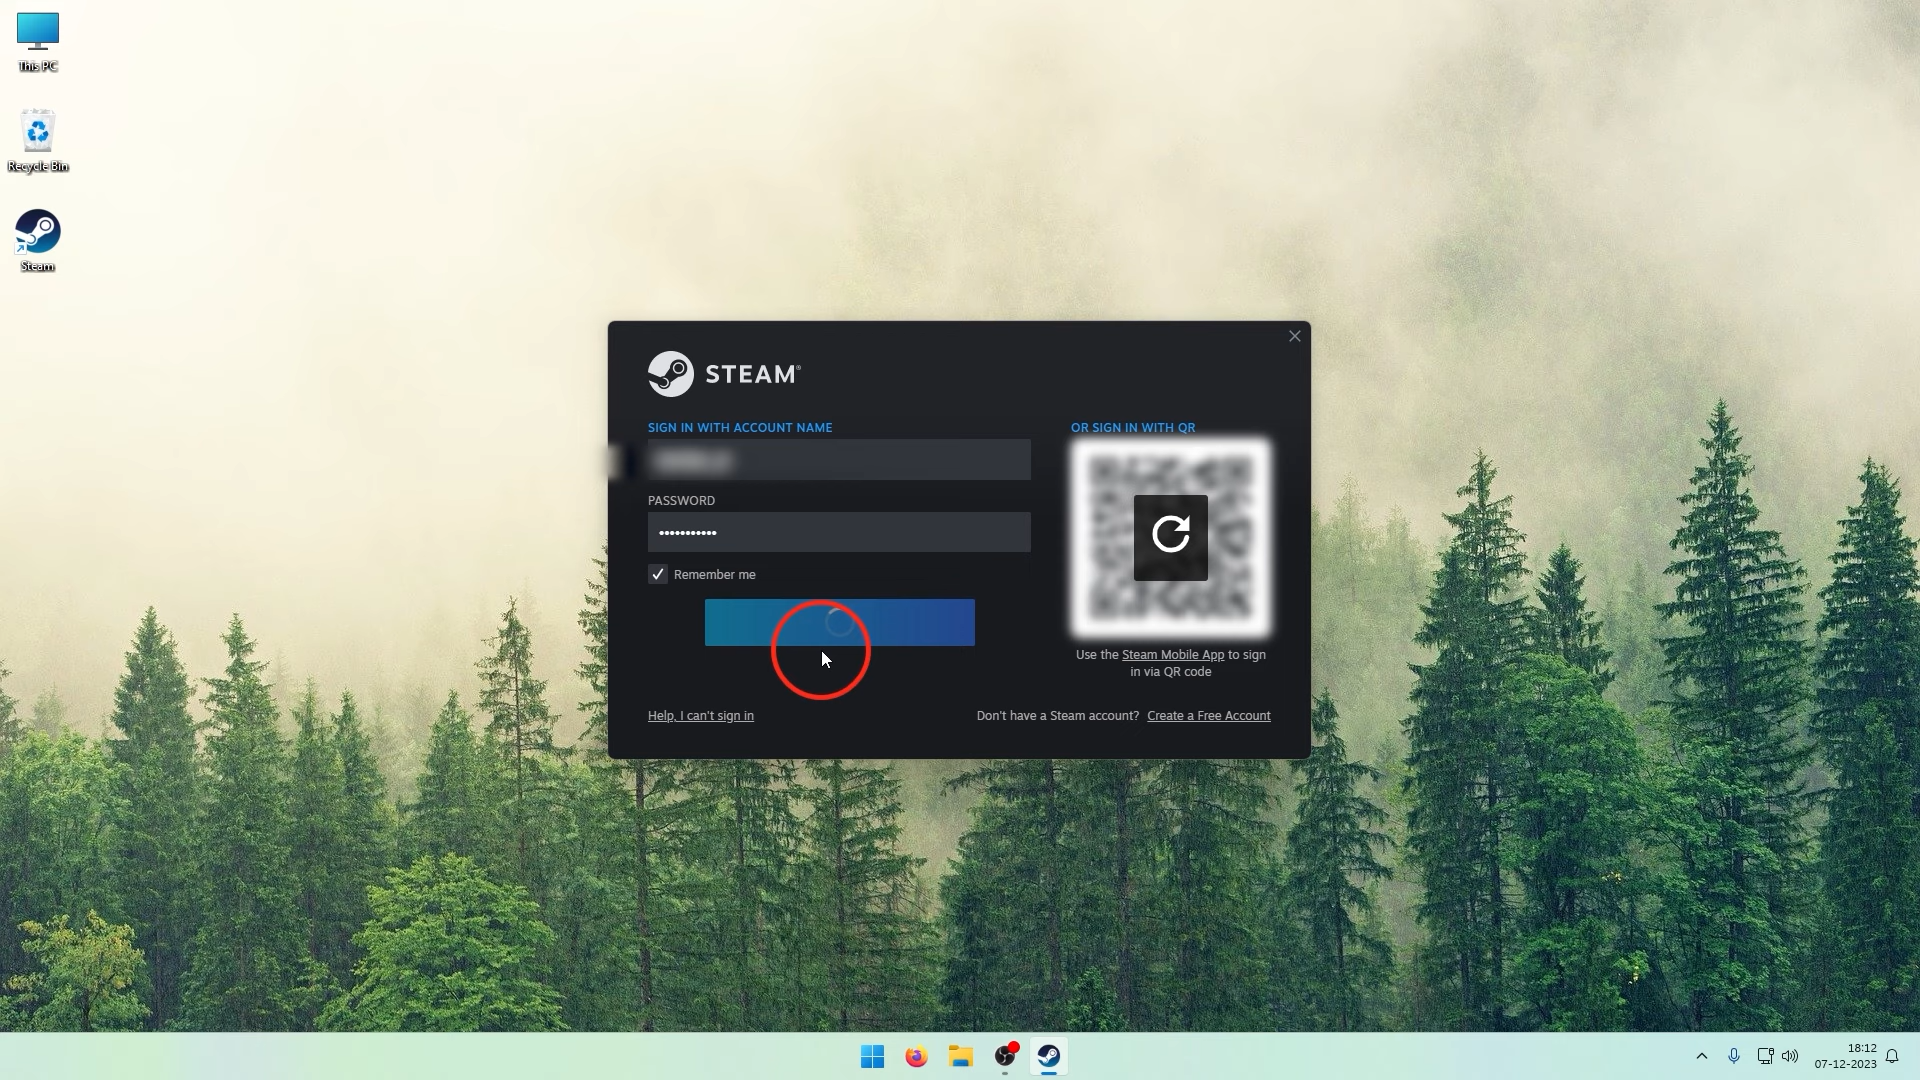 This PC
Recycle Bin
Steam
STEAM®
SIGN IN WITH ACCOUNT NAME
PASSWORD
•••••••••••
Remember me
OR SIGN IN WITH QR
Use the Steam Mobile App to sign
in via QR code
Help, I can't sign in
Don't have a Steam account? Create a Free Account
18:12
07-12-2023